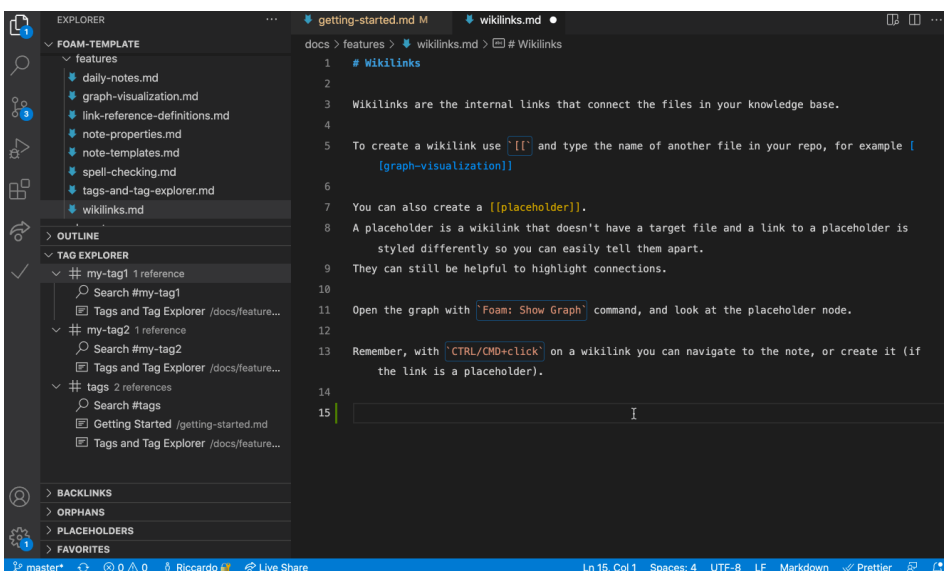 EXPLORER
getting-started.md M
wikilinks.md
FOAM-TEMPLATE
docs > features > wikilinks.md > # Wikilinks
features
daily-notes.md
graph-visualization.md
link-reference-definitions.md
note-properties.md
note-templates.md
spell-checking.md
tags-and-tag-explorer.md
wikilinks.md
OUTLINE
TAG EXPLORER
# my-tag1 1 reference
Search #my-tag1
Tags and Tag Explorer /docs/feature...
# my-tag2 1 reference
Search #my-tag2
Tags and Tag Explorer /docs/feature...
# tags 2 references
Search #tags
Getting Started /getting-started.md
Tags and Tag Explorer /docs/feature...
BACKLINKS
ORPHANS
PLACEHOLDERS
FAVORITES
1
3
1
1 # Wikilinks
2
3 Wikilinks are the internal links that connect the files in your knowledge base.
4
5 To create a wikilink use `[[` and type the name of another file in your repo, for example [
[graph-visualization]]
6
7 You can also create a [[placeholder]].
8 A placeholder is a wikilink that doesn't have a target file and a link to a placeholder is
styled differently so you can easily tell them apart.
9 They can still be helpful to highlight connections.
10
11 Open the graph with `Foam: Show Graph` command, and look at the placeholder node.
12
13 Remember, with `CTRL/CMD+click` on a wikilink you can navigate to the note, or create it (if
the link is a placeholder).
14
15
master* 0 0 Riccardo Live Share Ln 15, Col 1 Spaces: 4 UTF-8 LF Markdown Prettier